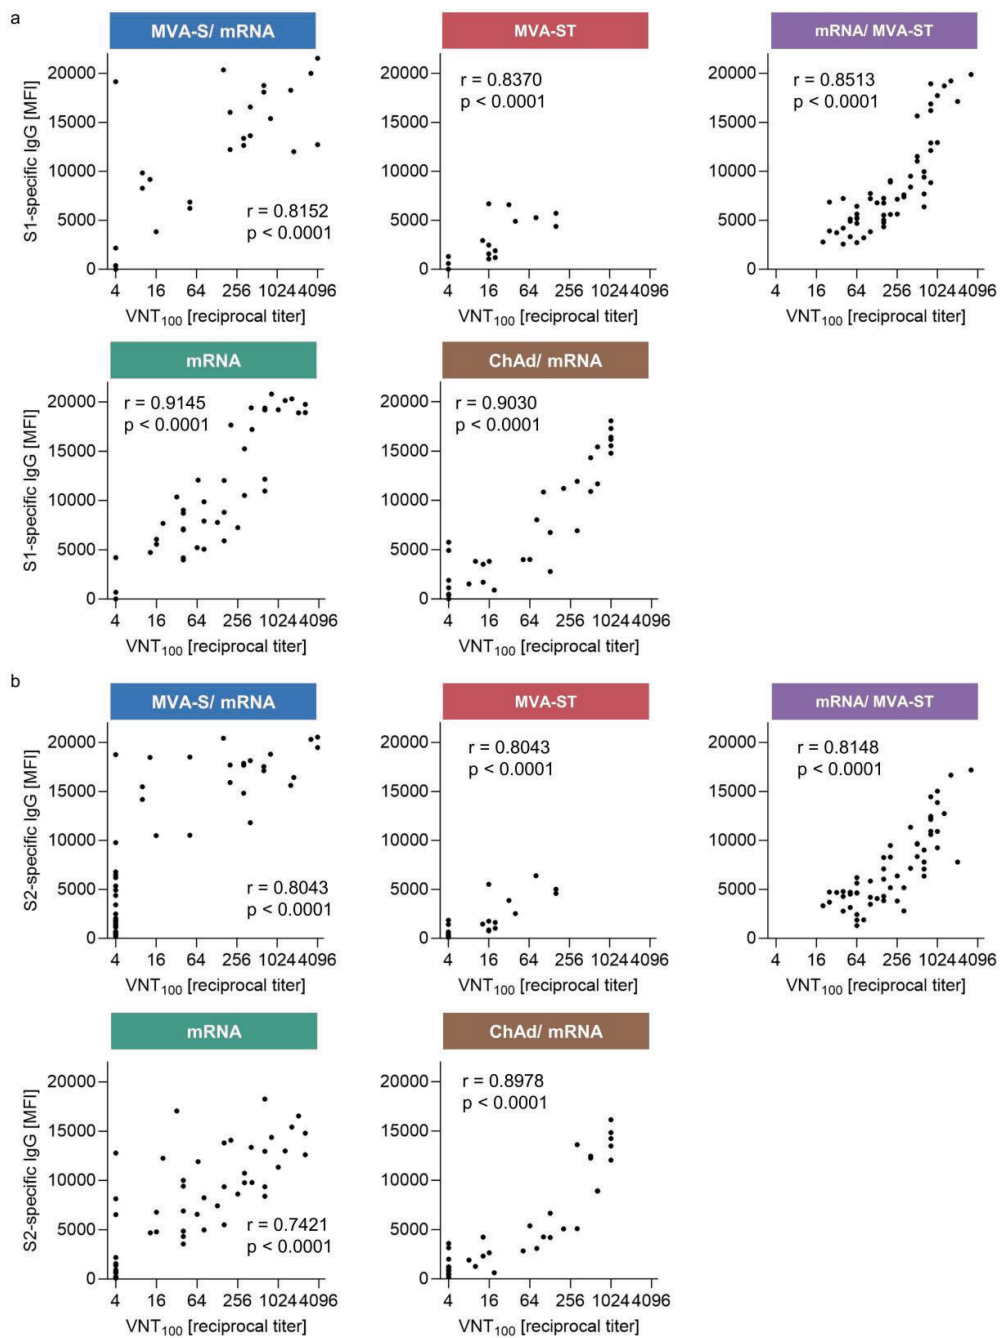 a
MVA-S/ mRNA
S1-specific IgG [MFI]
20000
15000
10000
5000
0
r = 0.8152
p < 0.0001
4 16 64 256 1024 4096
VNT100 [reciprocal titer]
MVA-ST
20000
15000
10000
5000
0
r = 0.8370
p < 0.0001
4 16 64 256 1024 4096
VNT100 [reciprocal titer]
mRNA/ MVA-ST
20000
15000
10000
5000
0
r = 0.8513
p < 0.0001
4 16 64 256 1024 4096
VNT100 [reciprocal titer]
mRNA
S1-specific IgG [MFI]
20000
15000
10000
5000
0
r = 0.9145
p < 0.0001
4 16 64 256 1024 4096
VNT100 [reciprocal titer]
ChAd/ mRNA
20000
15000
10000
5000
0
r = 0.9030
p < 0.0001
4 16 64 256 1024 4096
VNT100 [reciprocal titer]
b
MVA-S/ mRNA
S2-specific IgG [MFI]
20000
15000
10000
5000
0
r = 0.8043
p < 0.0001
4 16 64 256 1024 4096
VNT100 [reciprocal titer]
MVA-ST
20000
15000
10000
5000
0
r = 0.8043
p < 0.0001
4 16 64 256 1024 4096
VNT100 [reciprocal titer]
mRNA/ MVA-ST
20000
15000
10000
5000
0
r = 0.8148
p < 0.0001
4 16 64 256 1024 4096
VNT100 [reciprocal titer]
mRNA
S2-specific IgG [MFI]
20000
15000
10000
5000
0
r = 0.7421
p < 0.0001
4 16 64 256 1024 4096
VNT100 [reciprocal titer]
ChAd/ mRNA
20000
15000
10000
5000
0
r = 0.8978
p < 0.0001
4 16 64 256 1024 4096
VNT100 [reciprocal titer]